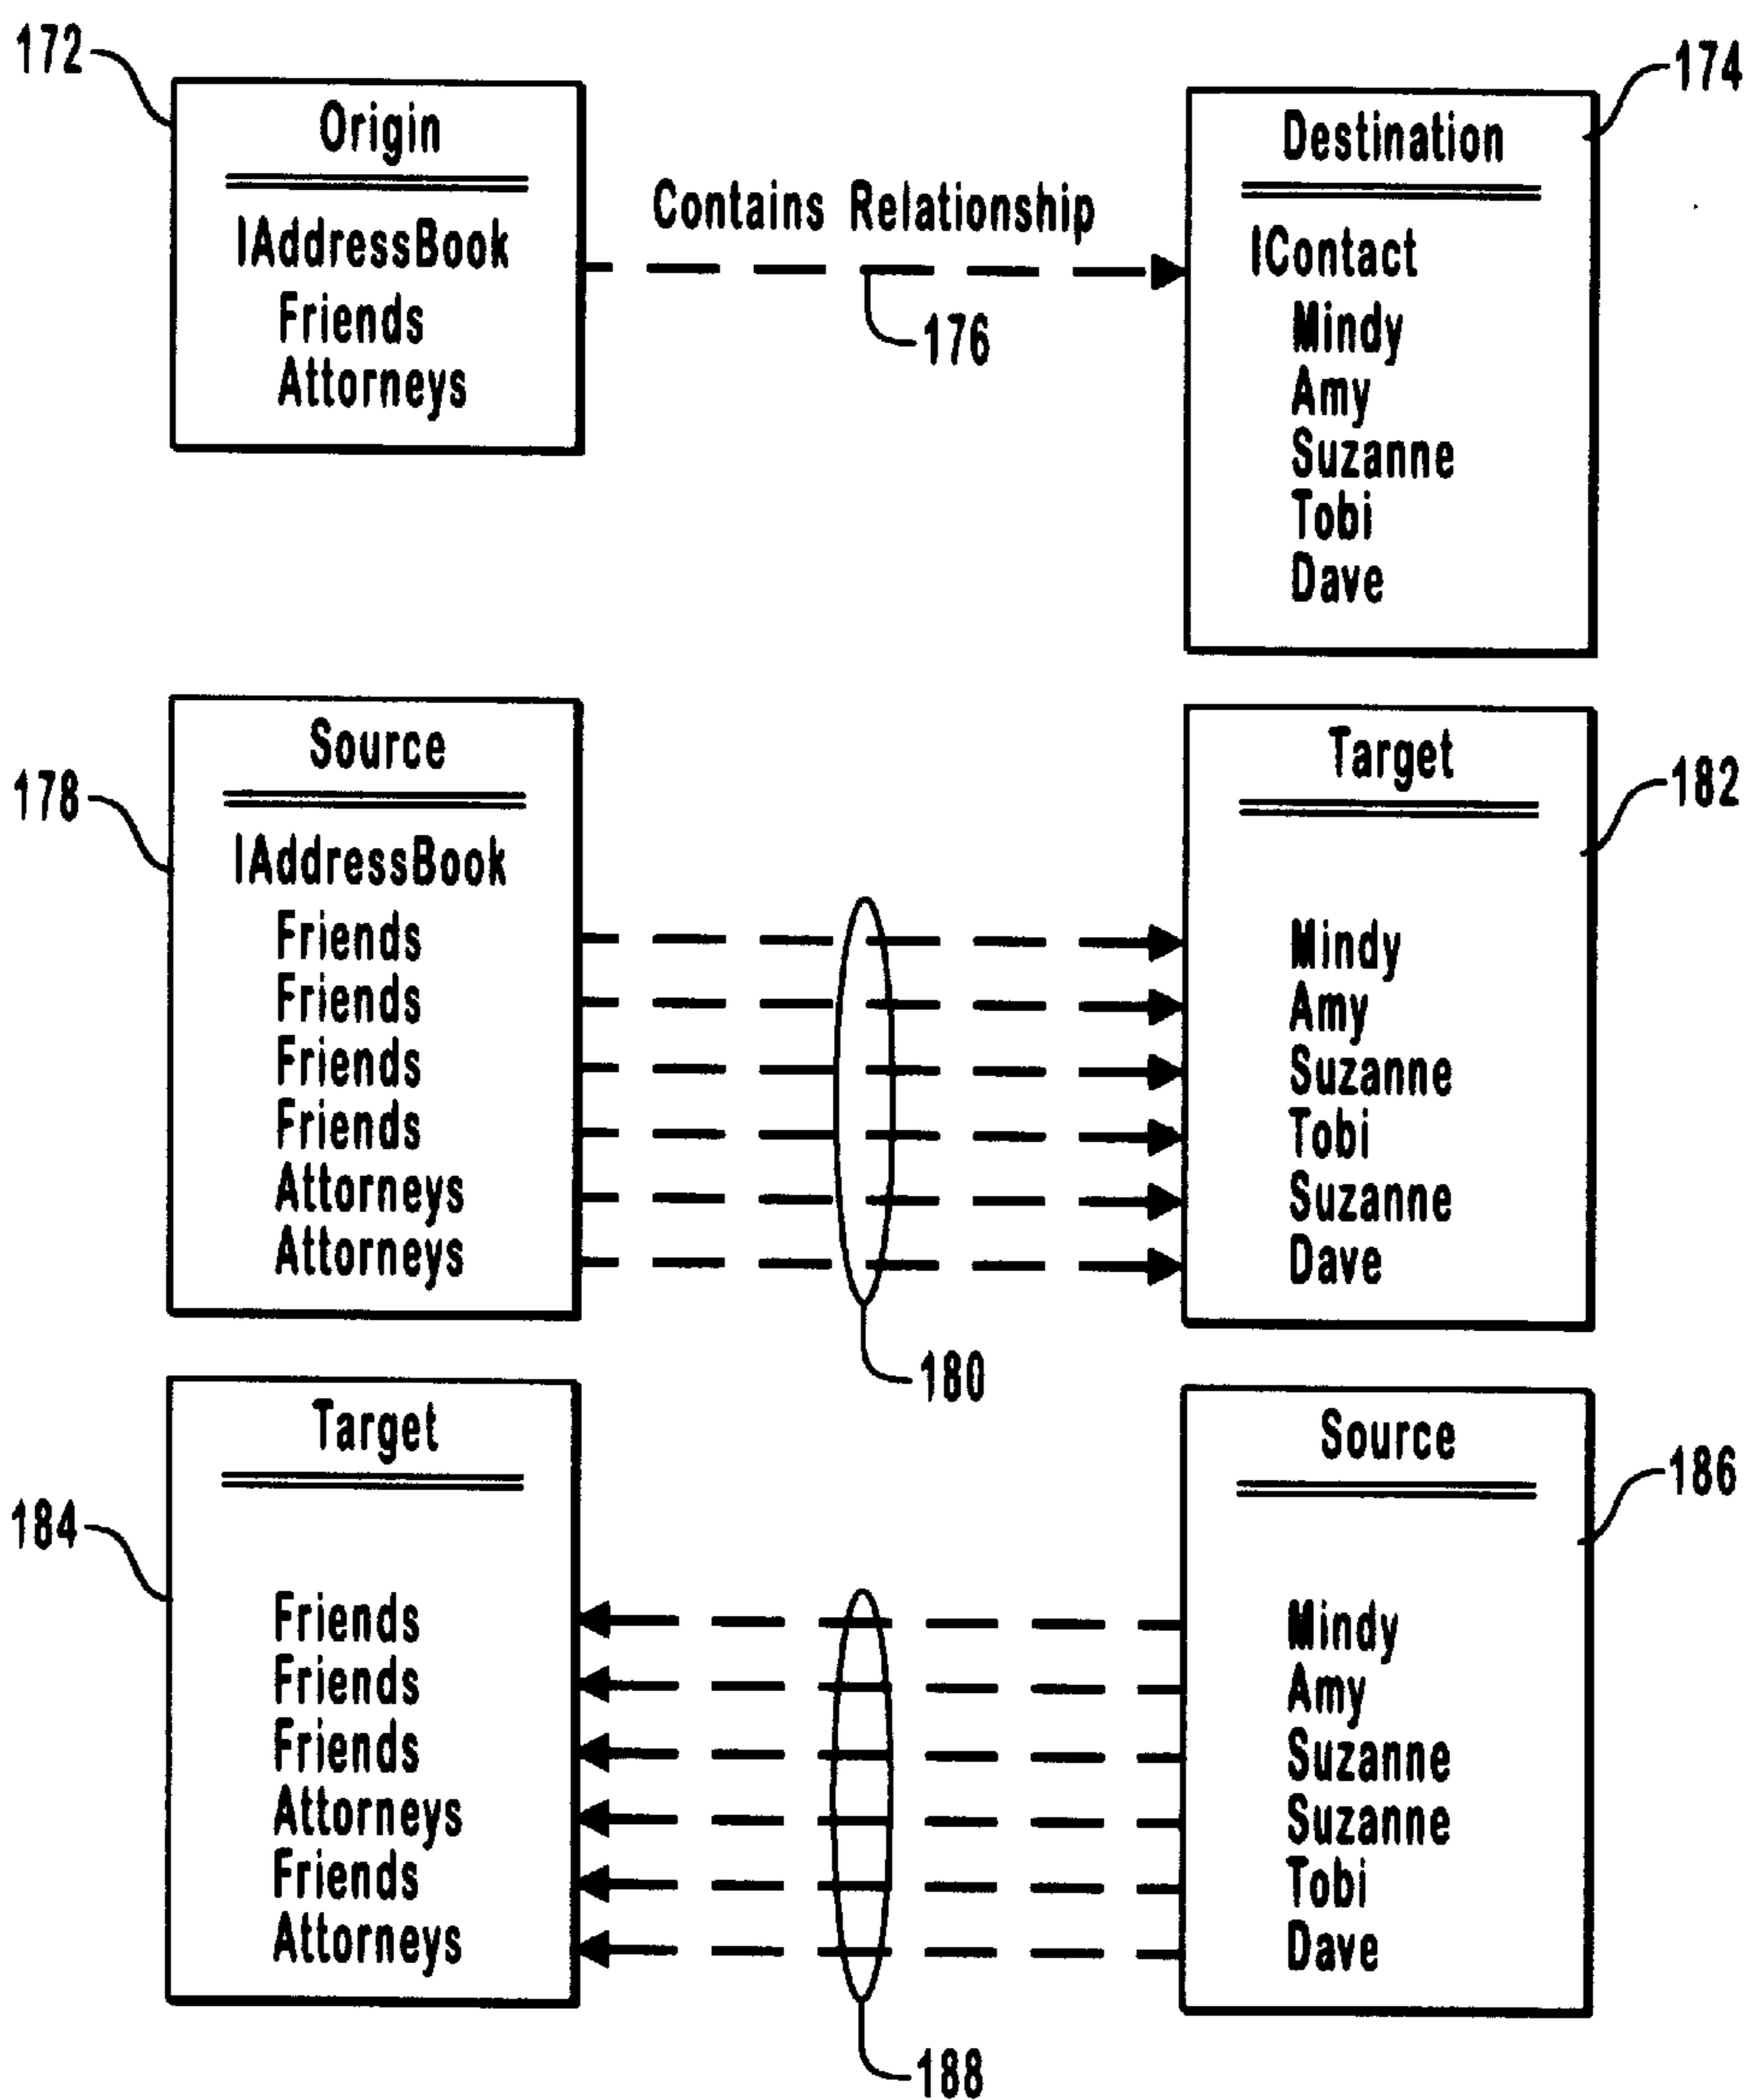 172
Origin
IAddressBook
Friends
Attorneys
Contains Relationship
176
174
Destination
IContact
Mindy
Amy
Suzanne
Tobi
Dave
178
Source
IAddressBook
Friends
Friends
Friends
Friends
Attorneys
Attorneys
180
182
Target
Mindy
Amy
Suzanne
Tobi
Suzanne
Dave
184
Target
Friends
Friends
Friends
Attorneys
Friends
Attorneys
188
186
Source
Mindy
Amy
Suzanne
Suzanne
Tobi
Dave